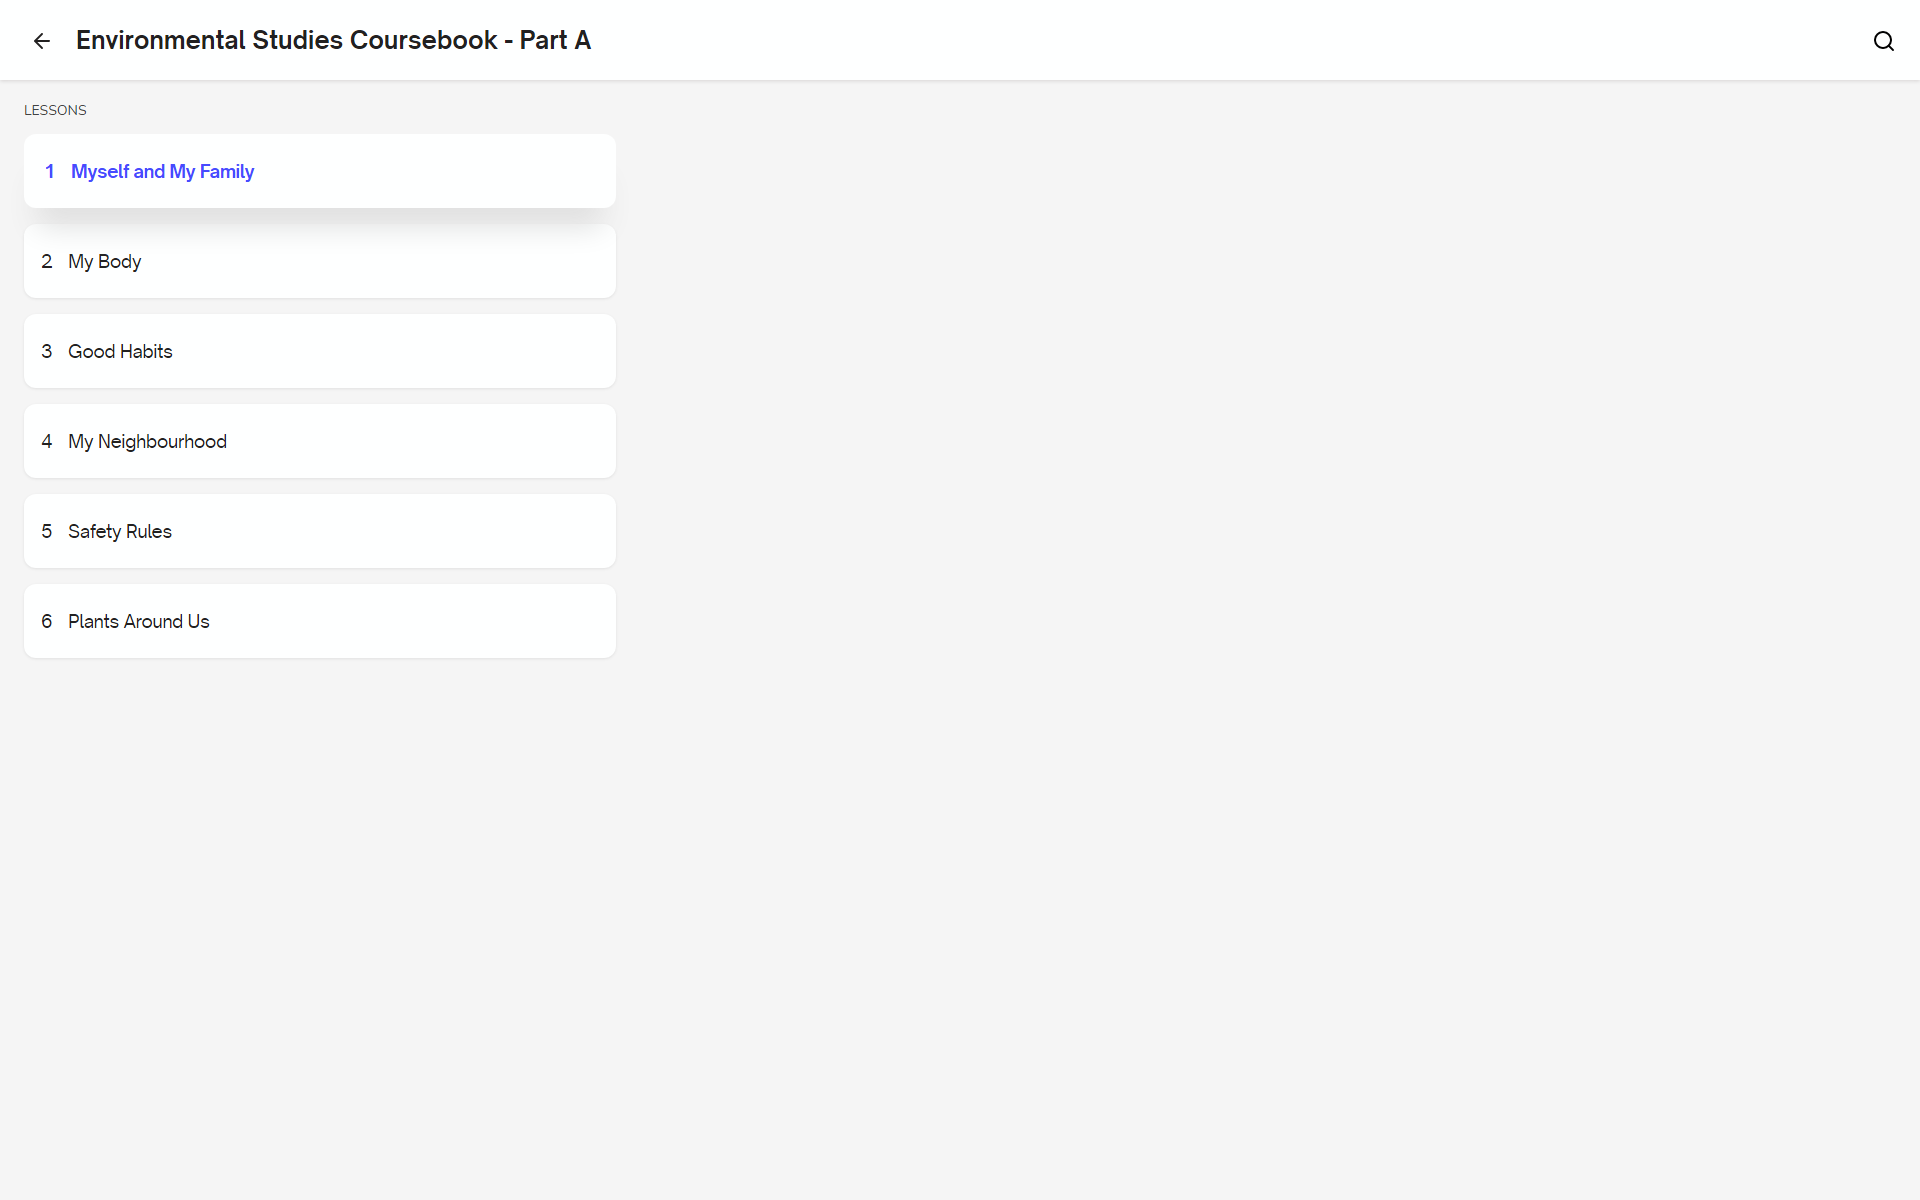 Environmental Studies Coursebook - Part A
LESSONS
1 Myself and My Family
2 My Body
3 Good Habits
4 My Neighbourhood
5 Safety Rules
6 Plants Around Us